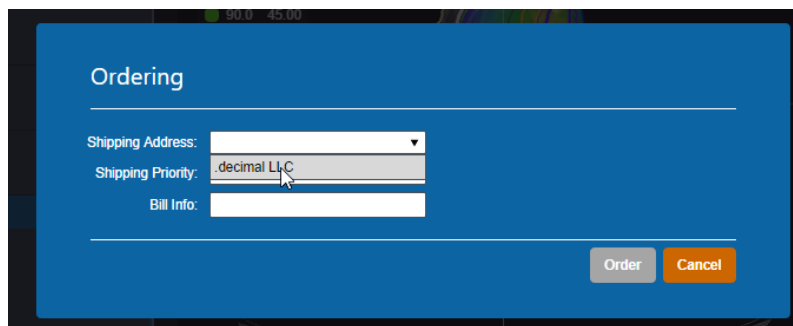 90.0 45.00
Ordering
Shipping Address:
.decimal LLC
Shipping Priority:
Bill Info:
Order Cancel